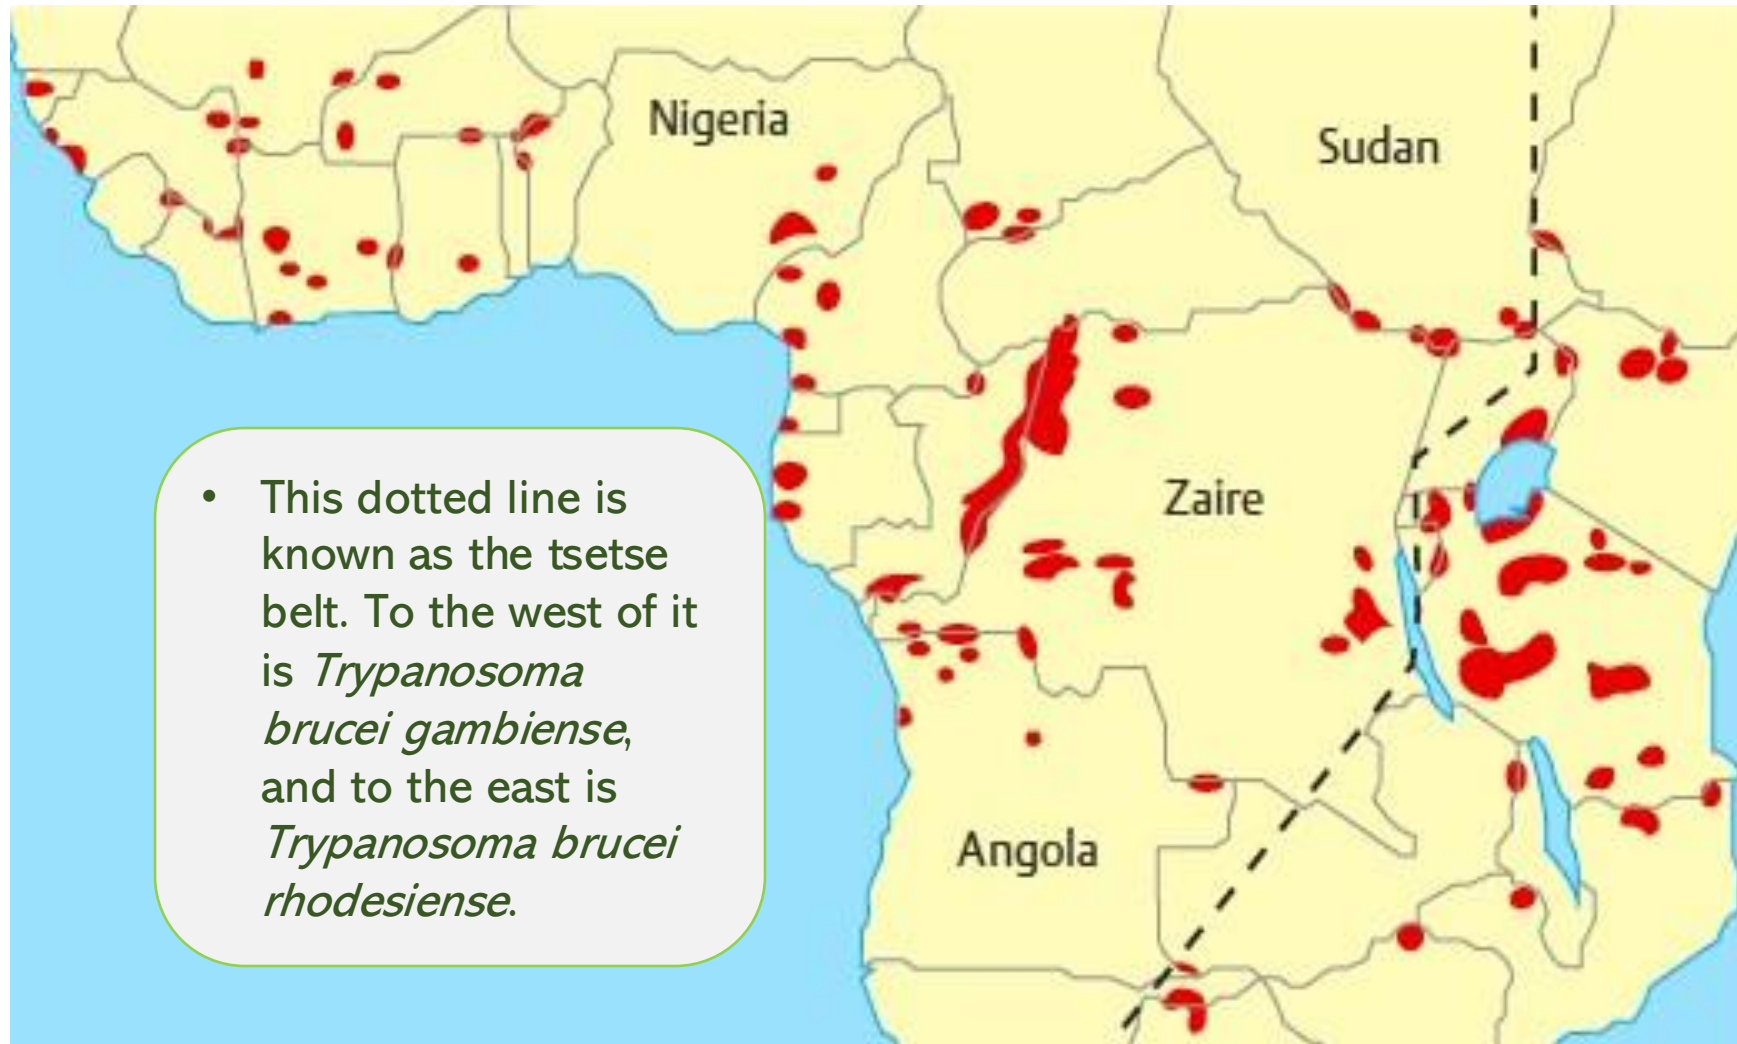 Nigeria
Sudan
Zaire
Angola
• This dotted line is
known as the tsetse
belt. To the west of it
is Trypanosoma
brucei gambiense,
and to the east is
Trypanosoma brucei
rhodesiense.